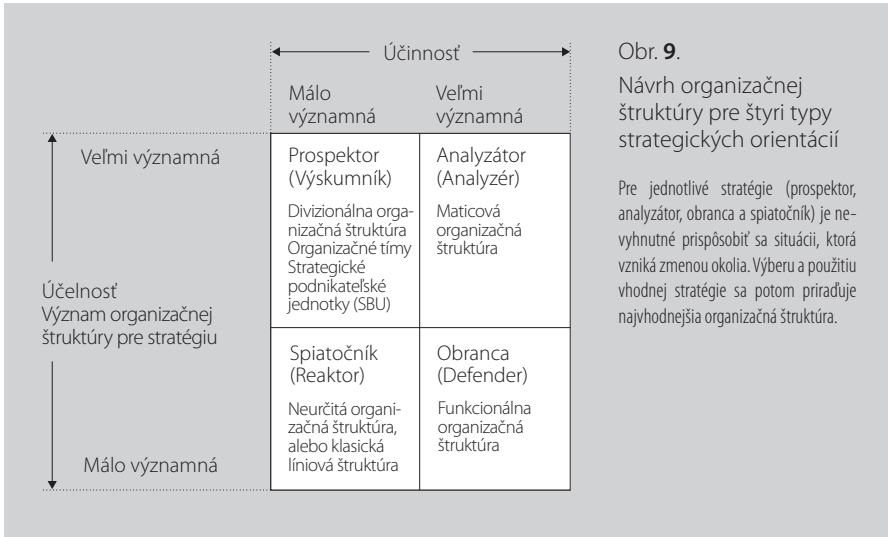 Účinnosť
Málo
významná
Veľmi
významná
Veľmi významná
Účelnosť
Význam organizačnej
štruktúry pre stratégiu
Málo významná
Prospektor
(Výskumník)
Divizionálna orga-
nizačná štruktúra
Organizačné tímy
Strategické
podnikateľské
jednotky (SBU)
Analyzátor
(Analyzér)
Maticová
organizačná
štruktúra
Spiatočník
(Reaktor)
Neurčitá organi-
začná štruktúra,
alebo klasická
líniová štruktúra
Obranca
(Defender)
Funkcionálna
organizačná
štruktúra
Obr. 9.
Návrh organizačnej
štruktúry pre štyri typy
strategických orientácií
Pre jednotlivé stratégie (prospektor,
analyzátor, obranca a spiatočník) je ne-
vyhnutné prispôsobiť sa situácii, ktorá
vzniká zmenou okolia. Výberu a použitiu
vhodnej stratégie sa potom priraďuje
najvhodnejšia organizačná štruktúra.